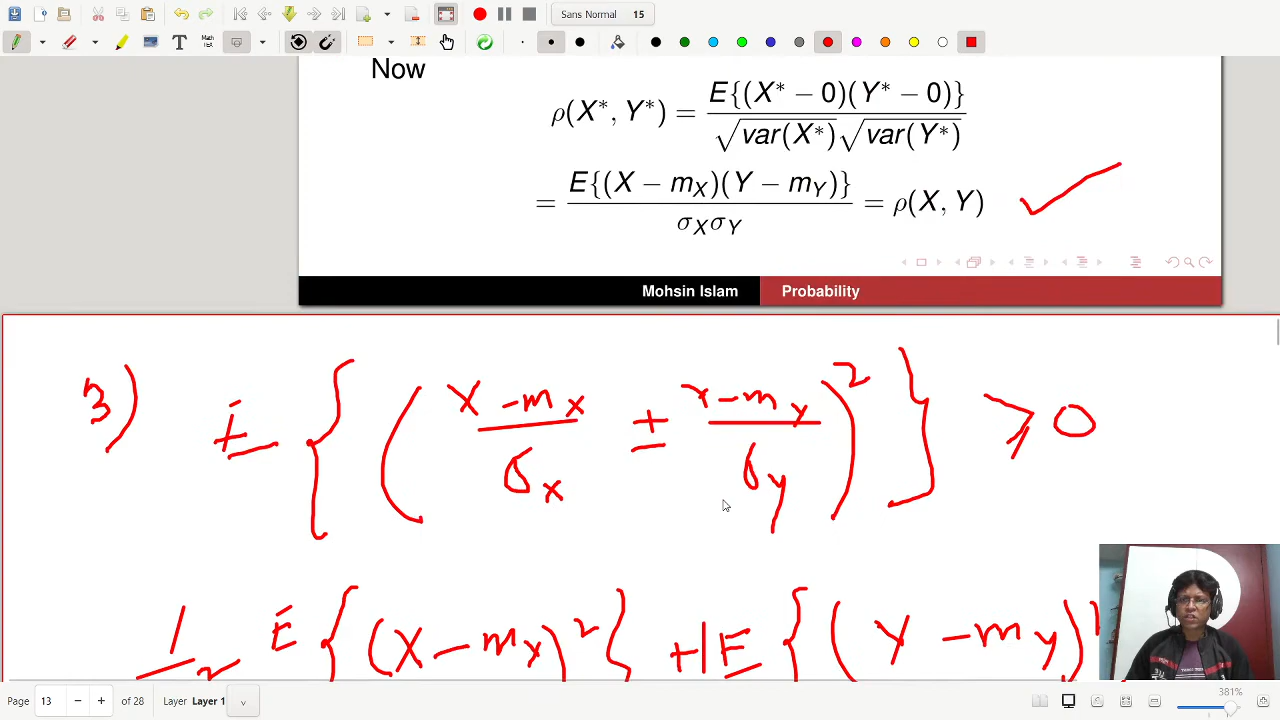 Sans Normal 15
Now
ρ(X*, Y*) = E{(X* − 0)(Y* − 0)} / √var(X*) √var(Y*)
= E{(X − m_X)(Y − m_Y)} / σ_X σ_Y = ρ(X, Y)
Mohsin Islam Probability
3) E { ( (X − m_x)/σ_x ± (Y − m_y)/σ_y )² } ≥ 0
E { (X − m_x)² } + E { (Y − m_y)
Page 13 of 28 Layer Layer 1 381%